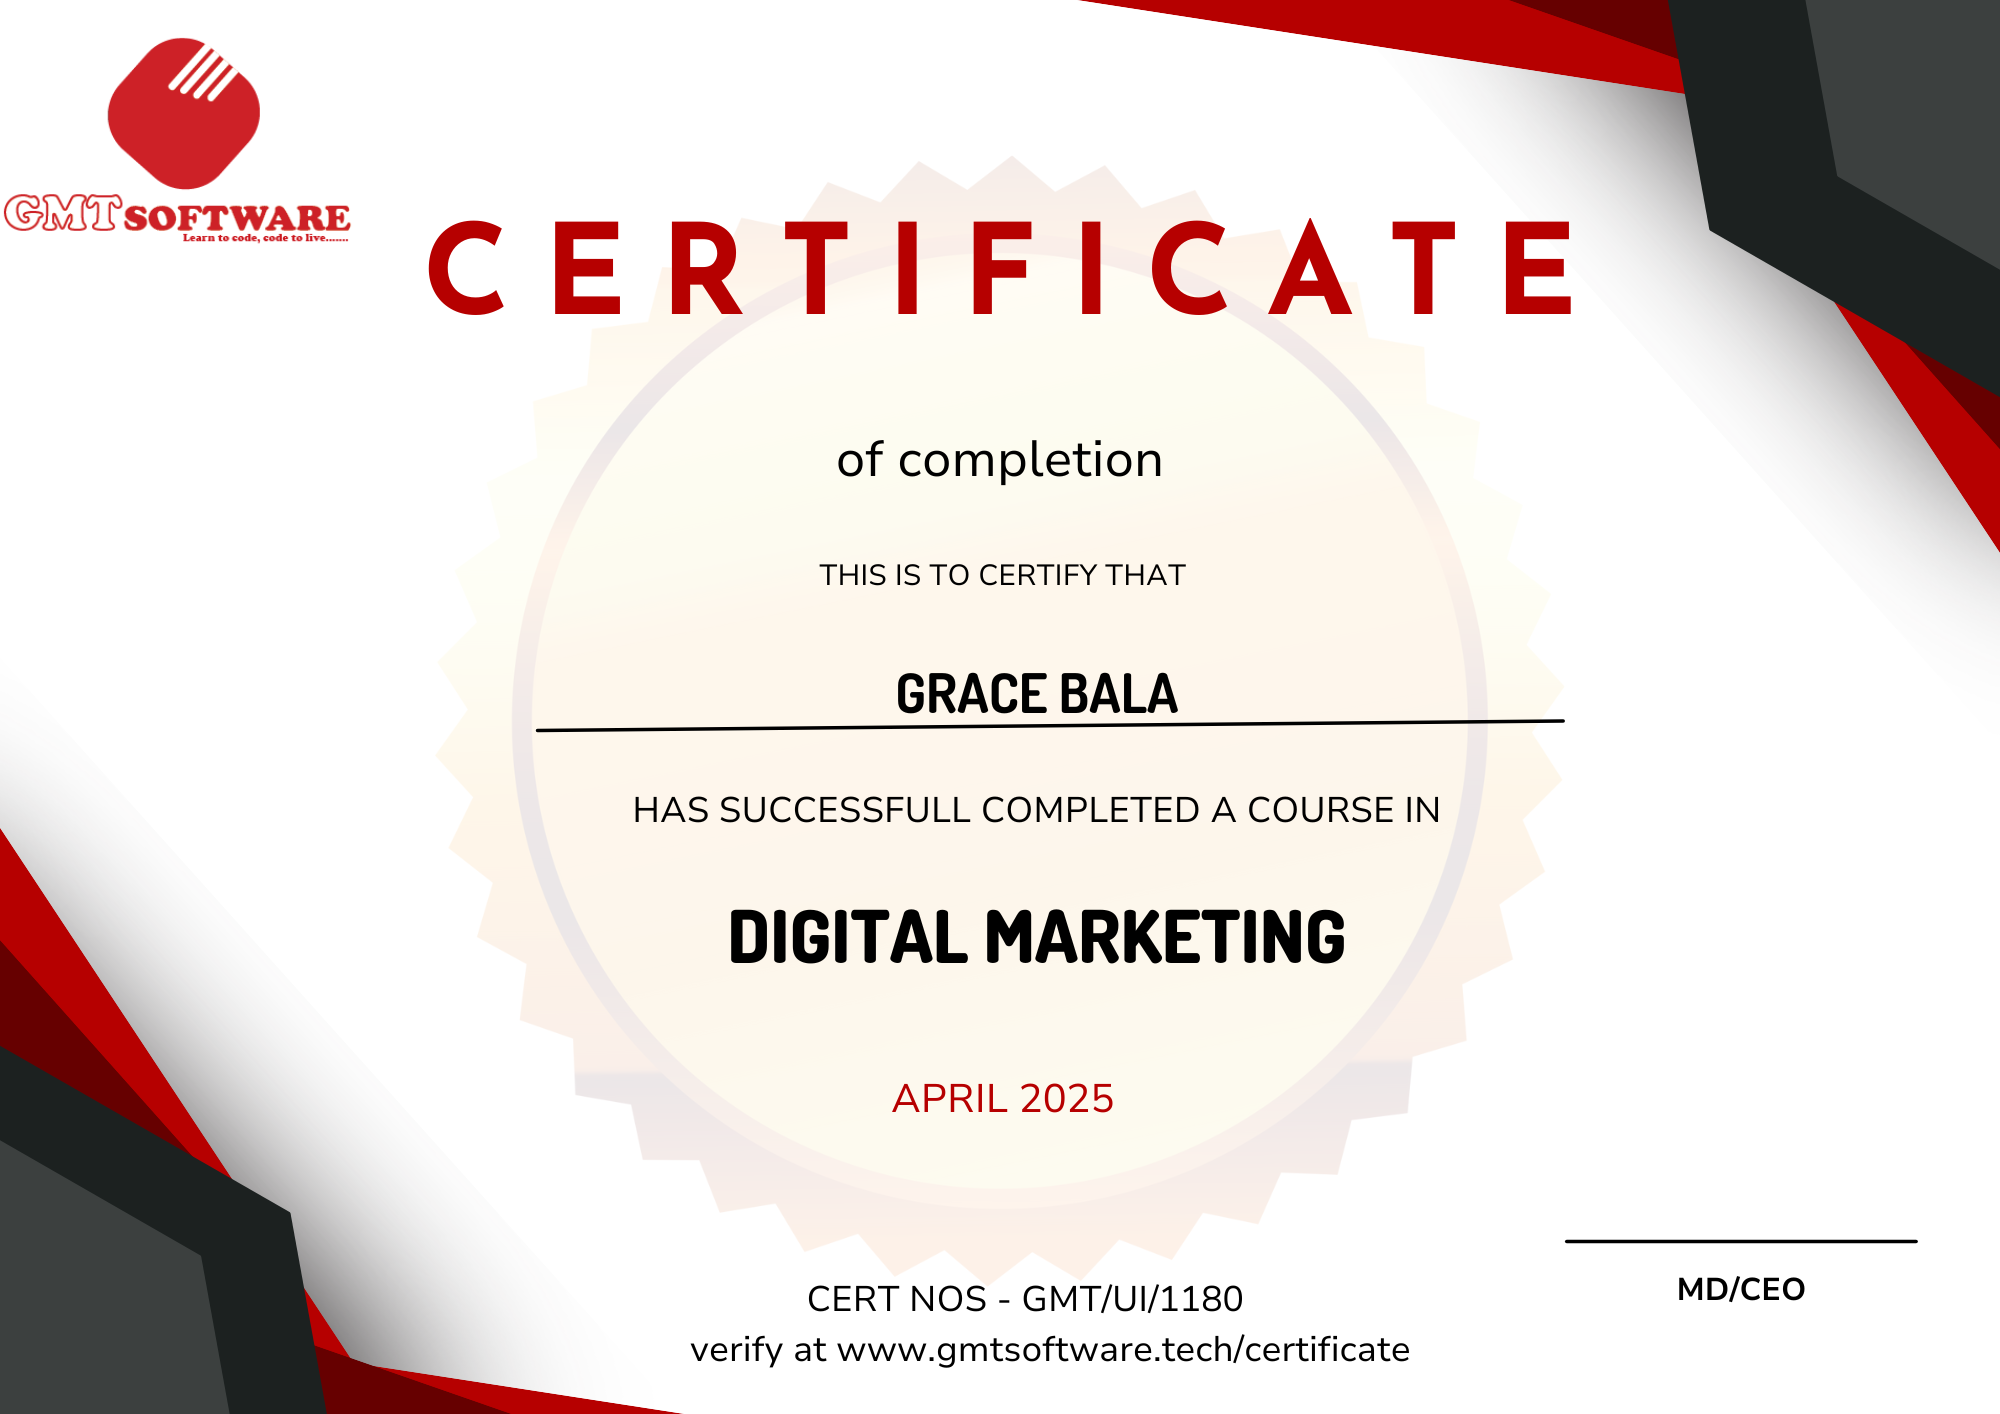 GMTSOFTWARE
Learn to code, code to live.......
CERTIFICATE
of completion
THIS IS TO CERTIFY THAT
GRACE BALA
HAS SUCCESSFULL COMPLETED A COURSE IN
DIGITAL MARKETING
APRIL 2025
MD/CEO
CERT NOS - GMT/UI/1180
verify at www.gmtsoftware.tech/certificate